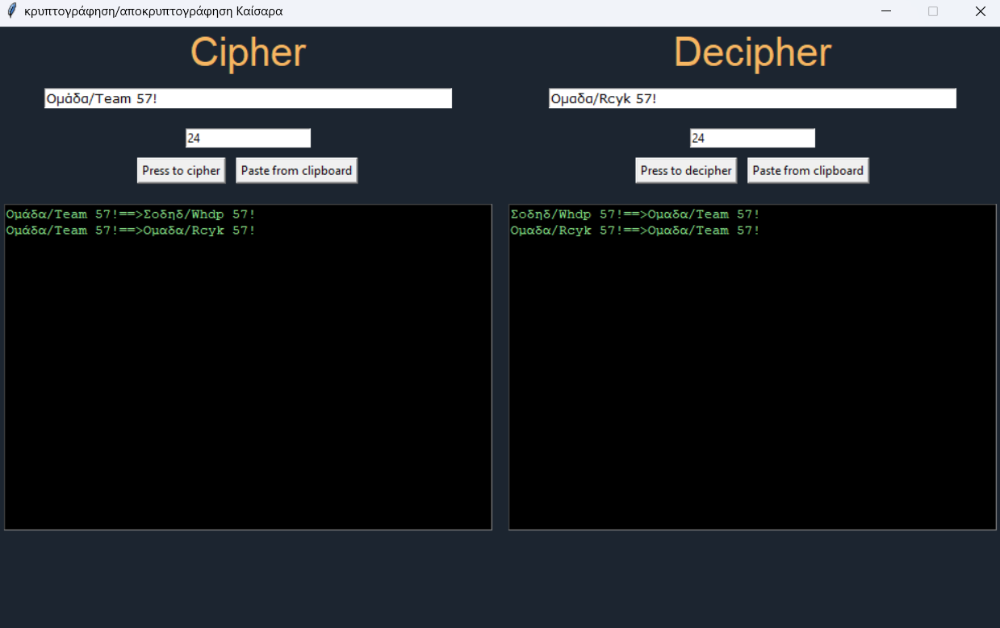 κρυπτογράφηση/αποκρυπτογράφηση Καίσαρα
Cipher
Ομάδα/Team 57!
24
Press to cipher
Paste from clipboard
Ομάδα/Team 57!==>Σοδηδ/Whdp 57!
Ομάδα/Team 57!==>Ομαδα/Rcyk 57!
Decipher
Ομαδα/Rcyk 57!
24
Press to decipher
Paste from clipboard
Σοδηδ/Whdp 57!==>Ομαδα/Team 57!
Ομαδα/Rcyk 57!==>Ομαδα/Team 57!